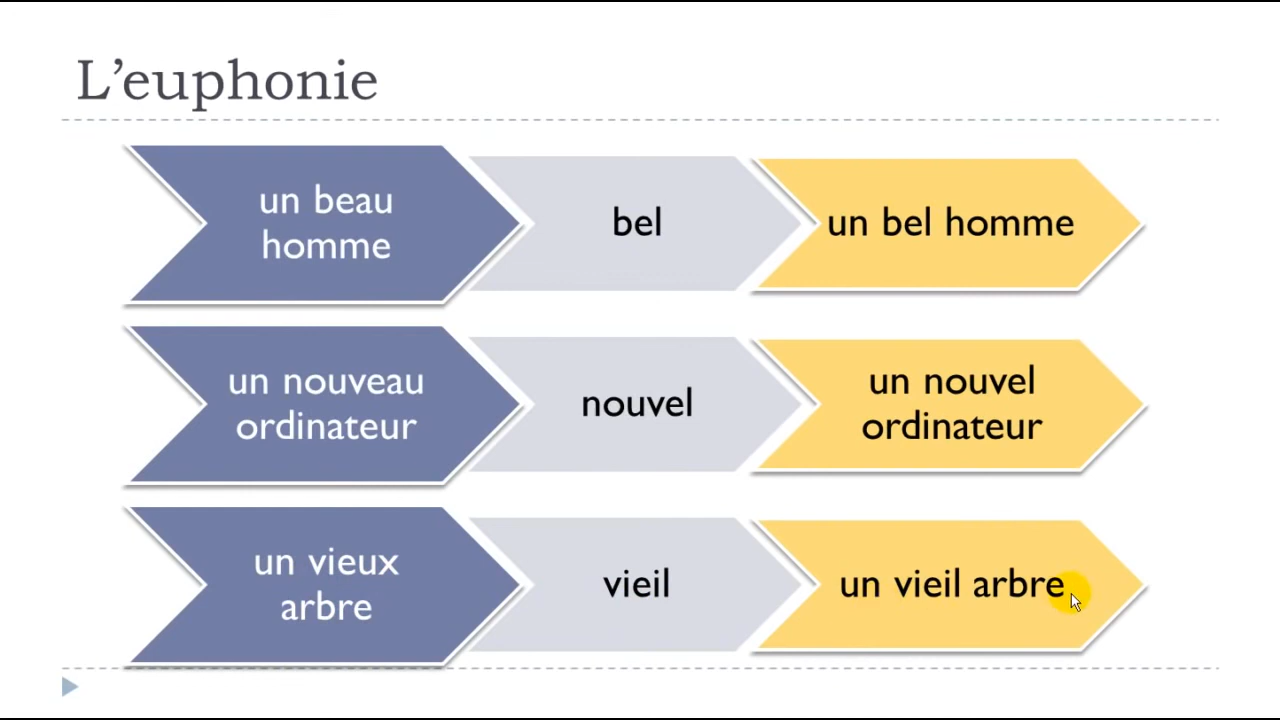 L’euphonie
un beau
homme
bel
un bel homme
un nouveau
ordinateur
nouvel
un nouvel
ordinateur
un vieux
arbre
vieil
un vieil arbre